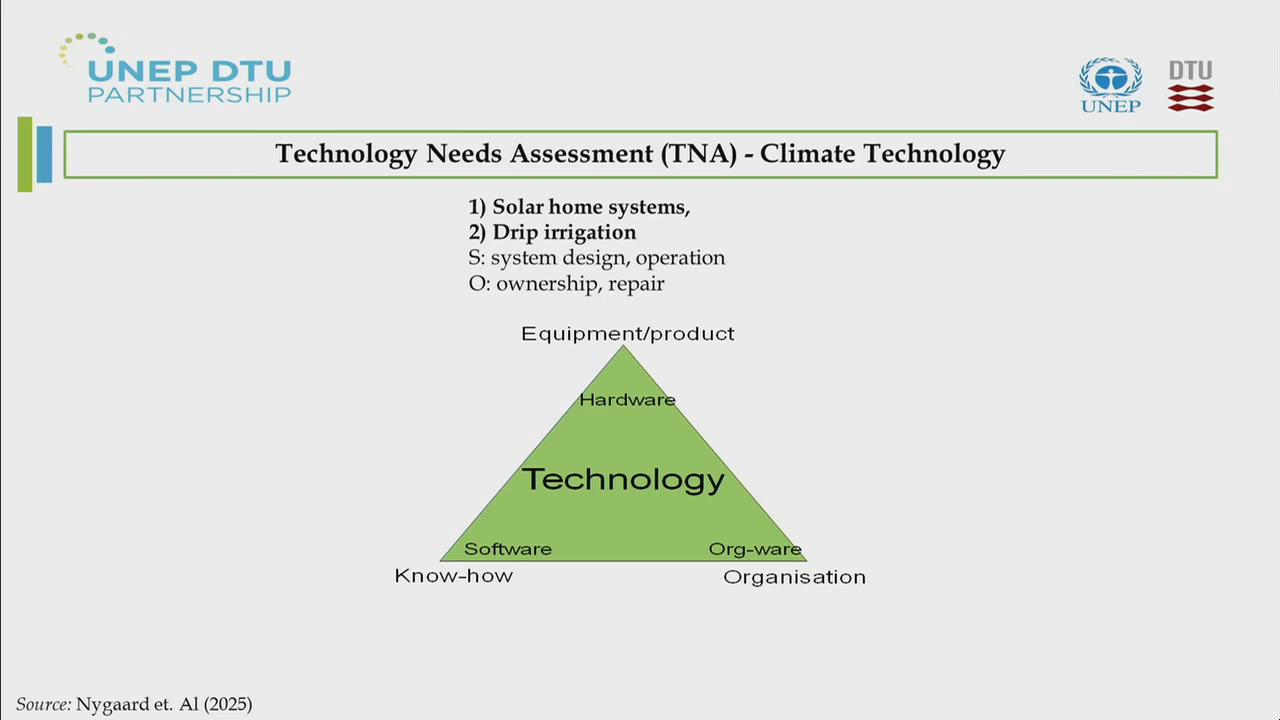 UNEP DTU
PARTNERSHIP
UNEP
DTU
Technology Needs Assessment (TNA) - Climate Technology
1) Solar home systems,
2) Drip irrigation
S: system design, operation
O: ownership, repair
Equipment/product
Hardware
Technology
Software
Org-ware
Know-how
Organisation
Source: Nygaard et. Al (2025)